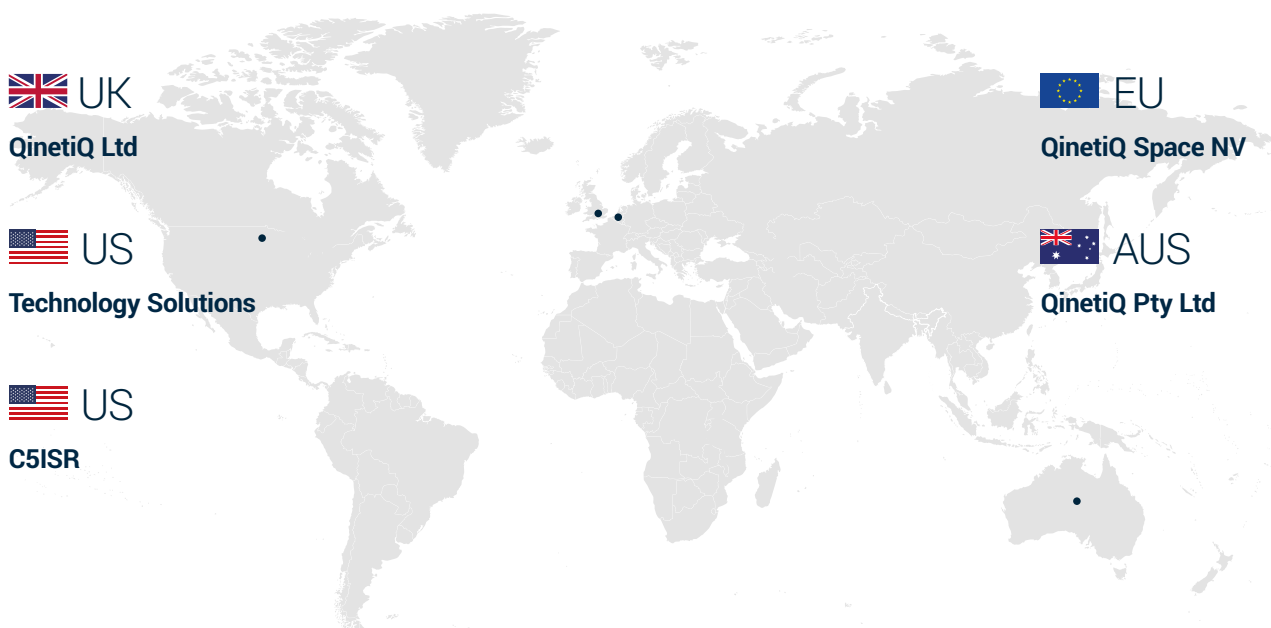 UK
QinetiQ Ltd
US
Technology Solutions
US
C5ISR
EU
QinetiQ Space NV
AUS
QinetiQ Pty Ltd